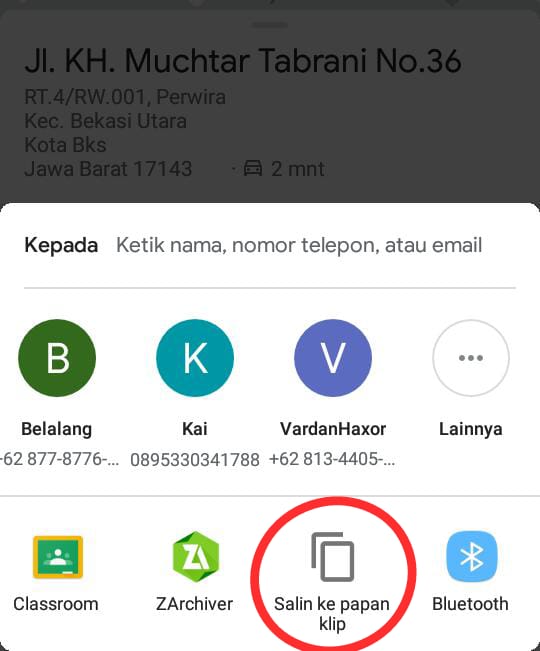 Jl. KH. Muchtar Tabrani No.36
RT.4/RW.001, Perwira
Kec. Bekasi Utara
Kota Bks
Jawa Barat 17143 · 2 mnt
Kepada Ketik nama, nomor telepon, atau email
B K V
Belalang Kai VardanHaxor Lainnya
+62 877-8776-... 0895330341788 +62 813-4405-...
Classroom ZArchiver Salin ke papan klip Bluetooth